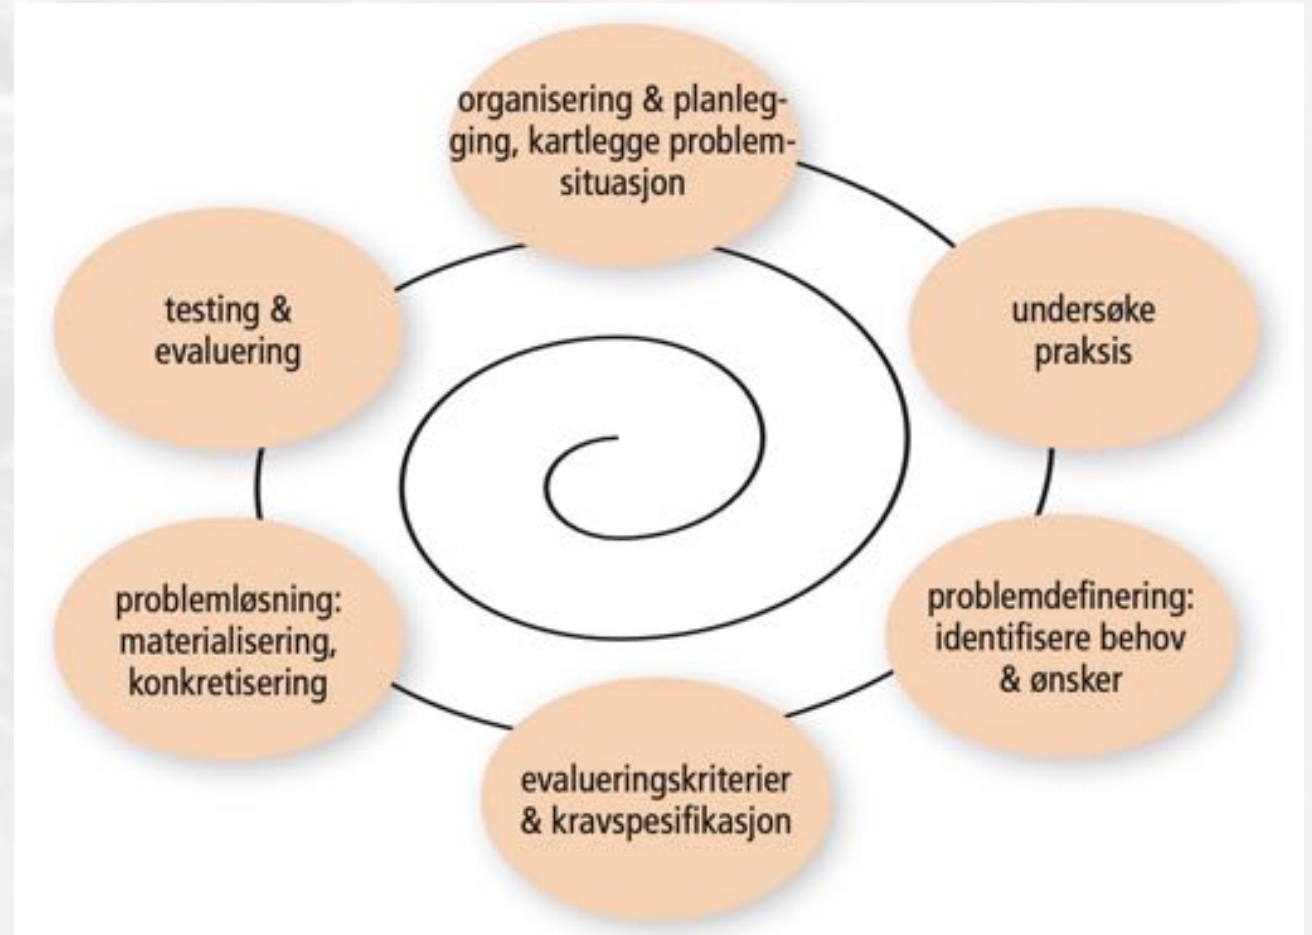 organisering & planleg-
ging, kartlegge problem-
situasjon
undersøke
praksis
problemdefinering:
identifisere behov
& ønsker
evalueringskriterier
& kravspesifikasjon
problemløsning:
materialisering,
konkretisering
testing &
evaluering